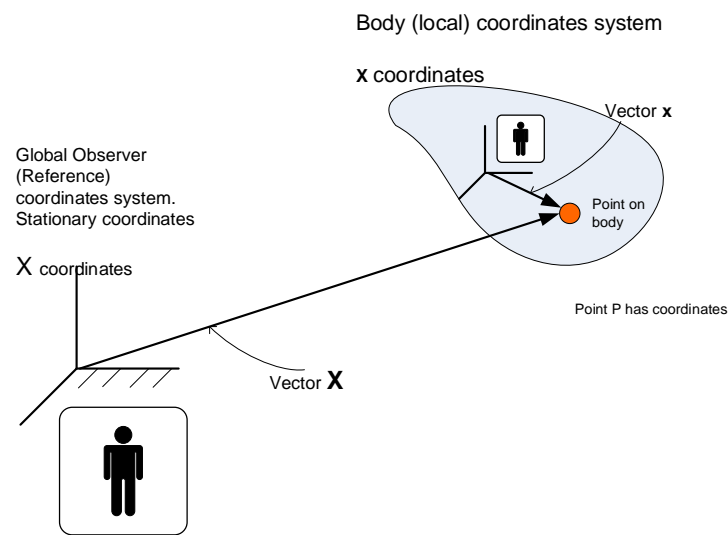 Body (local) coordinates system
x coordinates
Vector x
Global Observer
(Reference)
coordinates system.
Stationary coordinates
Point on
body
X coordinates
Point P has coordinates
Vector X